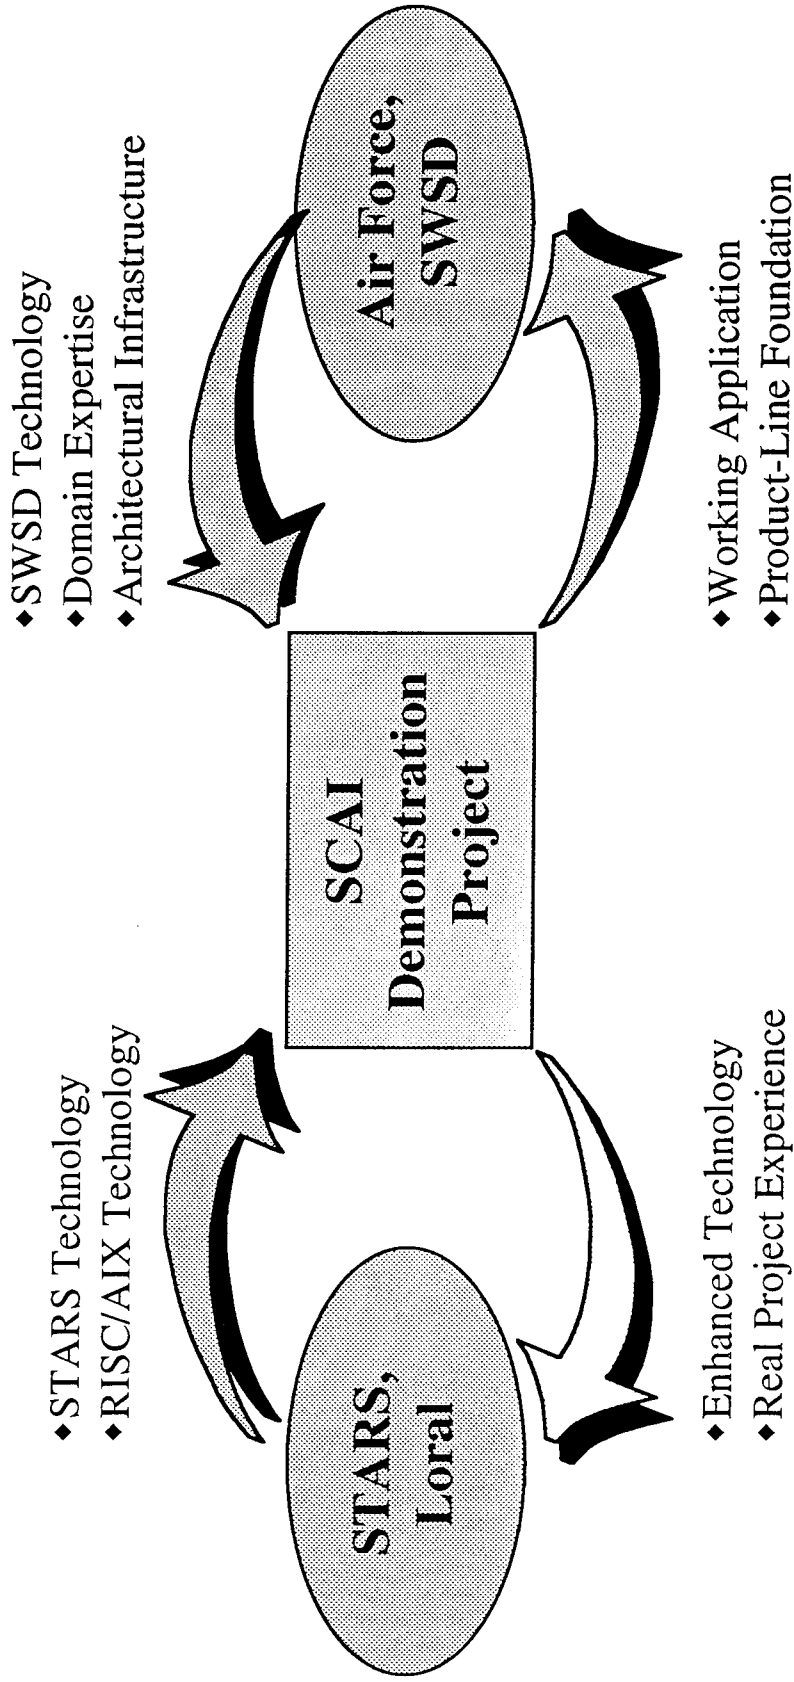 ◆STARS Technology
◆RISC/AIX Technology
◆SWSD Technology
◆Domain Expertise
◆Architectural Infrastructure
STARS,
Loral
SCAI
Demonstration
Project
Air Force,
SWSD
◆Enhanced Technology
◆Real Project Experience
◆Working Application
◆Product-Line Foundation